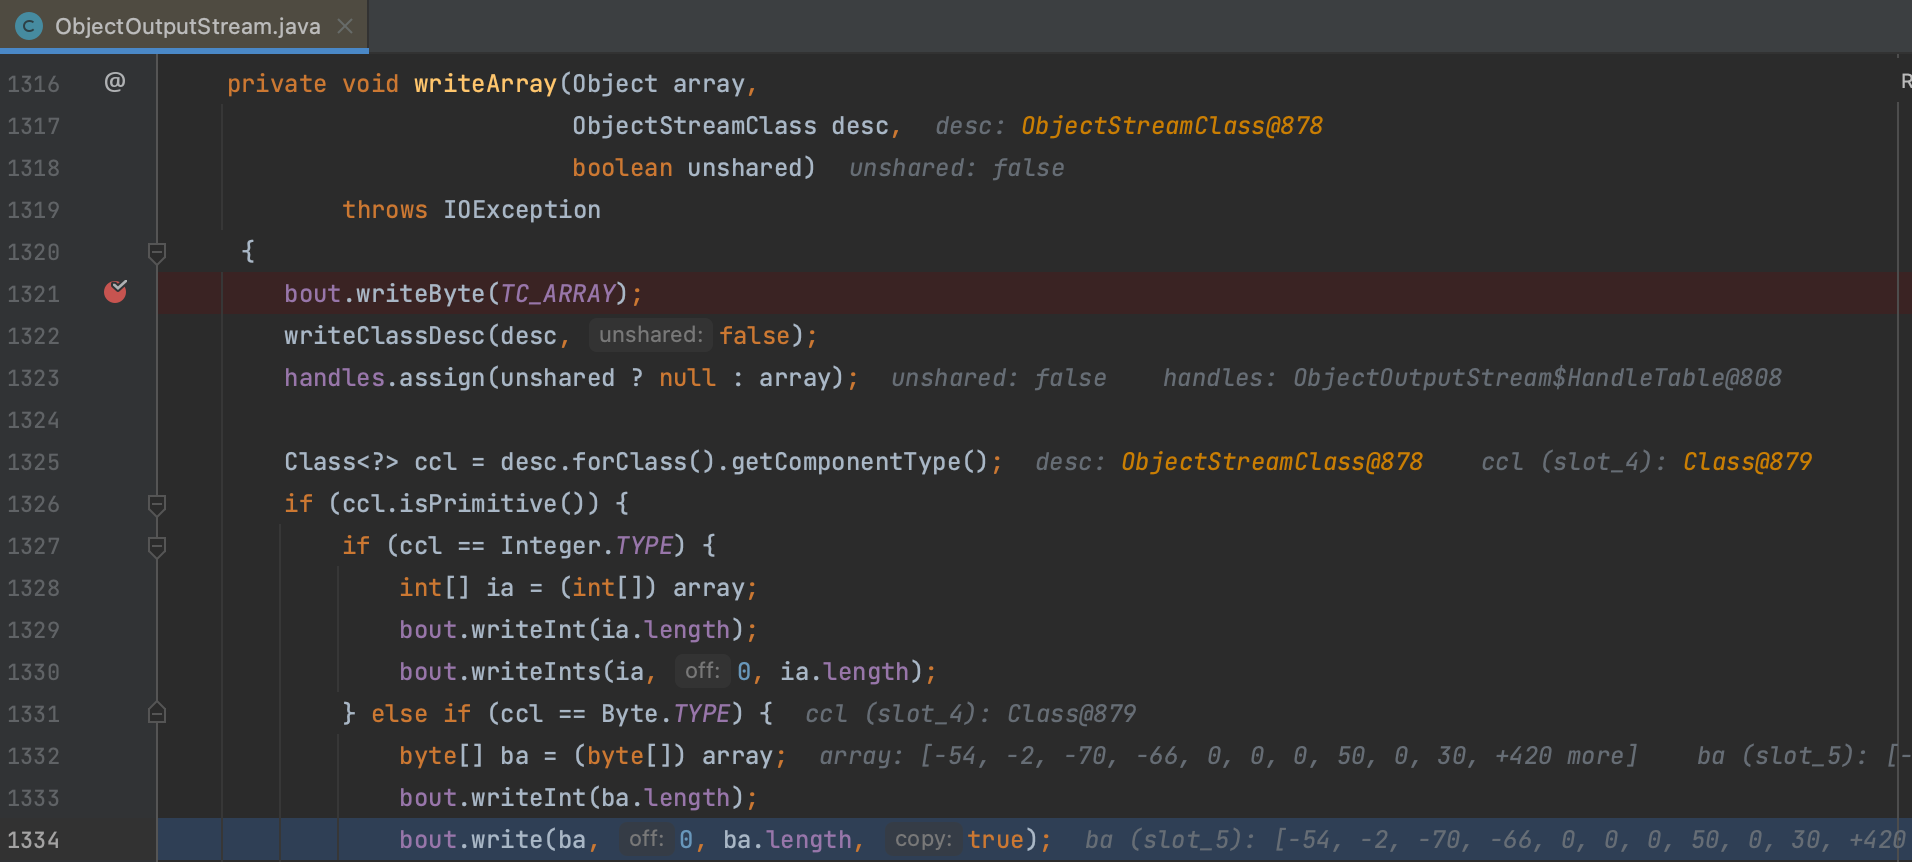 ObjectOutputStream.java
1316 @ private void writeArray(Object array, R
1317 ObjectStreamClass desc, desc: ObjectStreamClass@878
1318 boolean unshared) unshared: false
1319 throws IOException
1320 {
1321 bout.writeByte(TC_ARRAY);
1322 writeClassDesc(desc, unshared: false);
1323 handles.assign(unshared ? null : array); unshared: false handles: ObjectOutputStream$HandleTable@808
1324
1325 Class<?> ccl = desc.forClass().getComponentType(); desc: ObjectStreamClass@878 ccl (slot_4): Class@879
1326 if (ccl.isPrimitive()) {
1327 if (ccl == Integer.TYPE) {
1328 int[] ia = (int[]) array;
1329 bout.writeInt(ia.length);
1330 bout.writeInts(ia, off: 0, ia.length);
1331 } else if (ccl == Byte.TYPE) { ccl (slot_4): Class@879
1332 byte[] ba = (byte[]) array; array: [-54, -2, -70, -66, 0, 0, 0, 50, 0, 30, +420 more] ba (slot_5): [-
1333 bout.writeInt(ba.length);
1334 bout.write(ba, off: 0, ba.length, copy: true); ba (slot_5): [-54, -2, -70, -66, 0, 0, 0, 50, 0, 30, +420